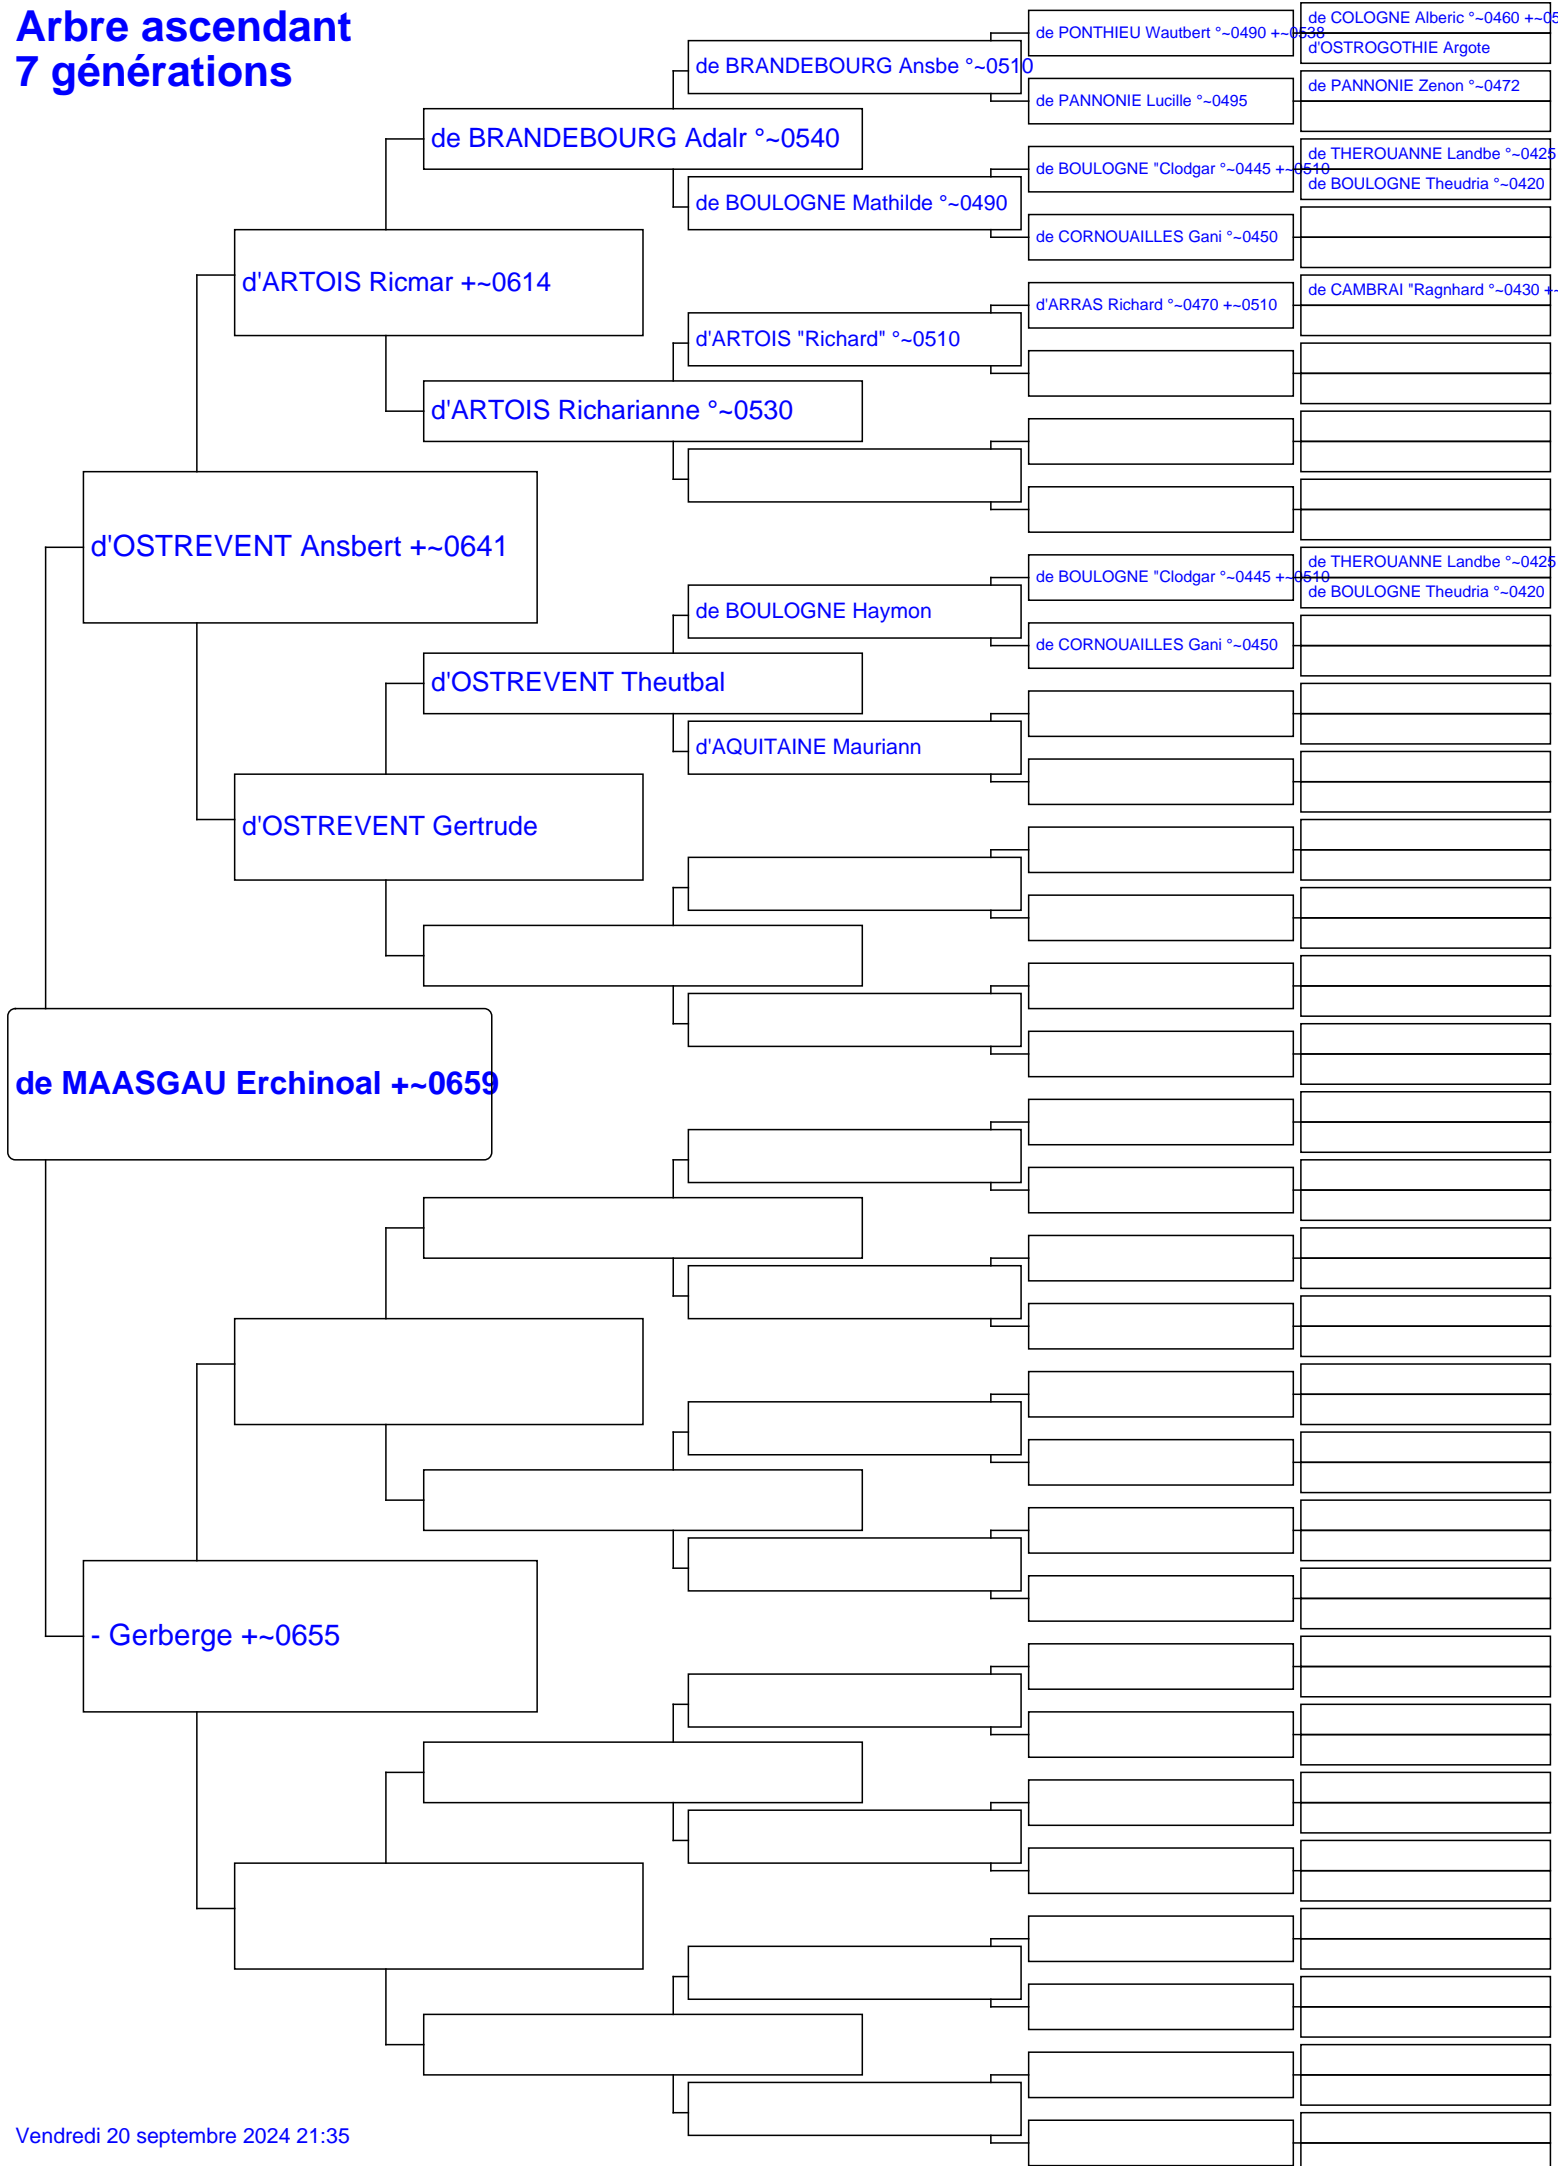 Arbre ascendant
7 générations
de COLOGNE Alberic °~0460 +~05
de PONTHIEU Wautbert °~0490 +~0538
d'OSTROGOTHIE Argote
de BRANDEBOURG Ansbe °~0510
de PANNONIE Zenon °~0472
de PANNONIE Lucille °~0495
de BRANDEBOURG Adalr °~0540
de THEROUANNE Landbe °~0425
de BOULOGNE "Clodgar °~0445 +~0510
de BOULOGNE Theudria °~0420
de BOULOGNE Mathilde °~0490
de CORNOUAILLES Gani °~0450
d'ARTOIS Ricmar +~0614
de CAMBRAI "Ragnhard °~0430 +~
d'ARRAS Richard °~0470 +~0510
d'ARTOIS "Richard" °~0510
d'ARTOIS Richarianne °~0530
d'OSTREVENT Ansbert +~0641
de THEROUANNE Landbe °~0425
de BOULOGNE "Clodgar °~0445 +~0510
de BOULOGNE Theudria °~0420
de BOULOGNE Haymon
de CORNOUAILLES Gani °~0450
d'OSTREVENT Theutbal
d'AQUITAINE Mauriann
d'OSTREVENT Gertrude
de MAASGAU Erchinoal +~0659
- Gerberge +~0655
Vendredi 20 septembre 2024 21:35